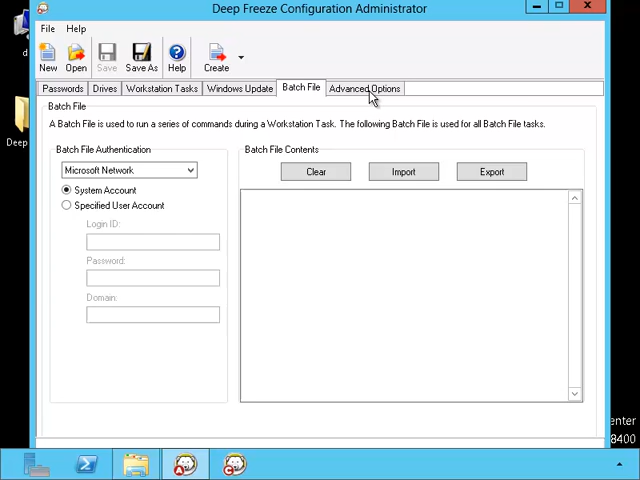 Deep Freeze Configuration Administrator
File Help
New Open Save Save As Help Create
Passwords Drives Workstation Tasks Windows Update Batch File Advanced Options
Batch File
A Batch File is used to run a series of commands during a Workstation Task. The following Batch File is used for all Batch File tasks.
Batch File Authentication
Batch File Contents
Microsoft Network
Clear Import Export
System Account
Specified User Account
Login ID:
Password:
Domain:
d
Deep
enter
8400